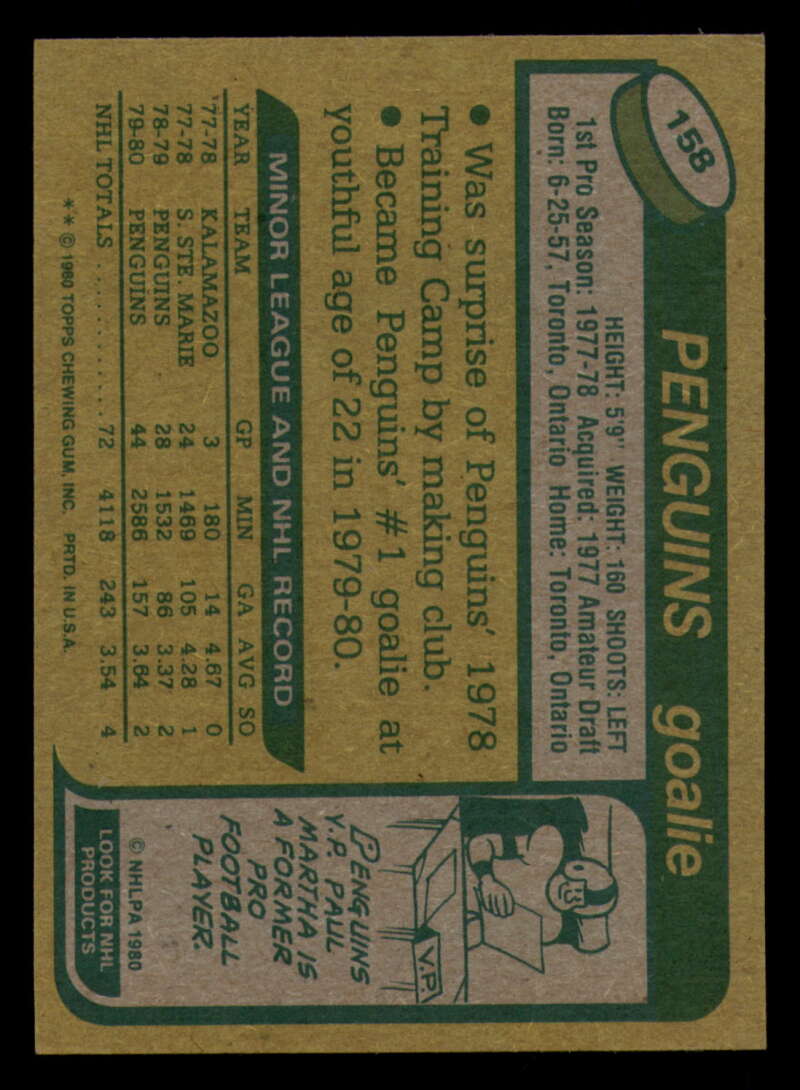 158
PENGUINS goalie
HEIGHT: 5'9" WEIGHT: 160 SHOOTS: LEFT
1st Pro Season: 1977-78 Acquired: 1977 Amateur Draft
Born: 6-25-57, Toronto, Ontario Home: Toronto, Ontario
• Was surprise of Penguins' 1978
Training Camp by making club.
• Became Penguins' #1 goalie at
youthful age of 22 in 1979-80.
MINOR LEAGUE AND NHL RECORD
YEAR TEAM GP MIN GA AVG SO
77-78 KALAMAZOO 3 180 14 4.67 0
77-78 S. STE. MARIE 24 1469 105 4.28 1
78-79 PENGUINS 28 1532 86 3.37 2
79-80 PENGUINS 44 2586 157 3.64 2
NHL TOTALS ............. 72 4118 243 3.54 4
** © 1980 TOPPS CHEWING GUM, INC. PRTD. IN U.S.A.
V.P.
PENGUINS
V.P. PAUL
MARTHA IS
A FORMER
PRO
FOOTBALL
PLAYER.
© NHLPA 1980
LOOK FOR NHL
PRODUCTS